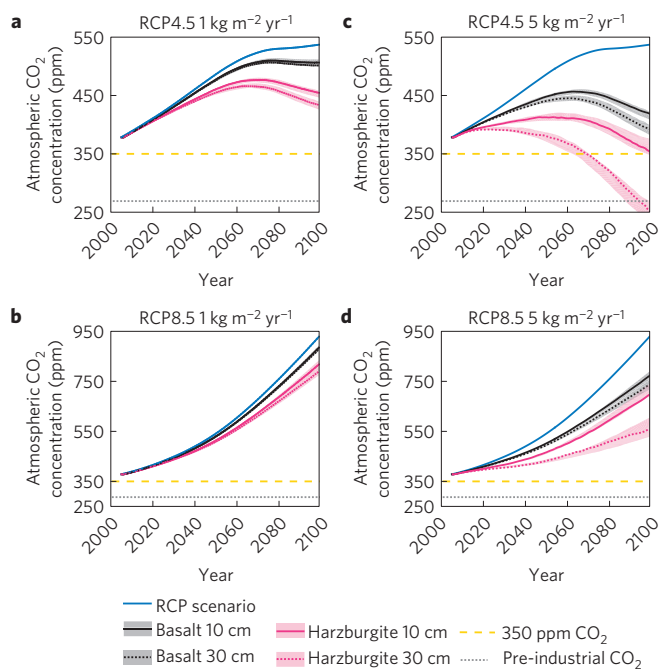 a RCP4.5 1 kg m⁻² yr⁻¹
Atmospheric CO₂
concentration (ppm)
550
450
350
250
2000 2020 2040 2060 2080 2100
Year
c RCP4.5 5 kg m⁻² yr⁻¹
Atmospheric CO₂
concentration (ppm)
550
450
350
250
2000 2020 2040 2060 2080 2100
Year
b RCP8.5 1 kg m⁻² yr⁻¹
Atmospheric CO₂
concentration (ppm)
950
750
550
350
250
2000 2020 2040 2060 2080 2100
Year
d RCP8.5 5 kg m⁻² yr⁻¹
Atmospheric CO₂
concentration (ppm)
950
750
550
350
250
2000 2020 2040 2060 2080 2100
Year
RCP scenario
Basalt 10 cm Harzburgite 10 cm 350 ppm CO₂
Basalt 30 cm Harzburgite 30 cm Pre-industrial CO₂